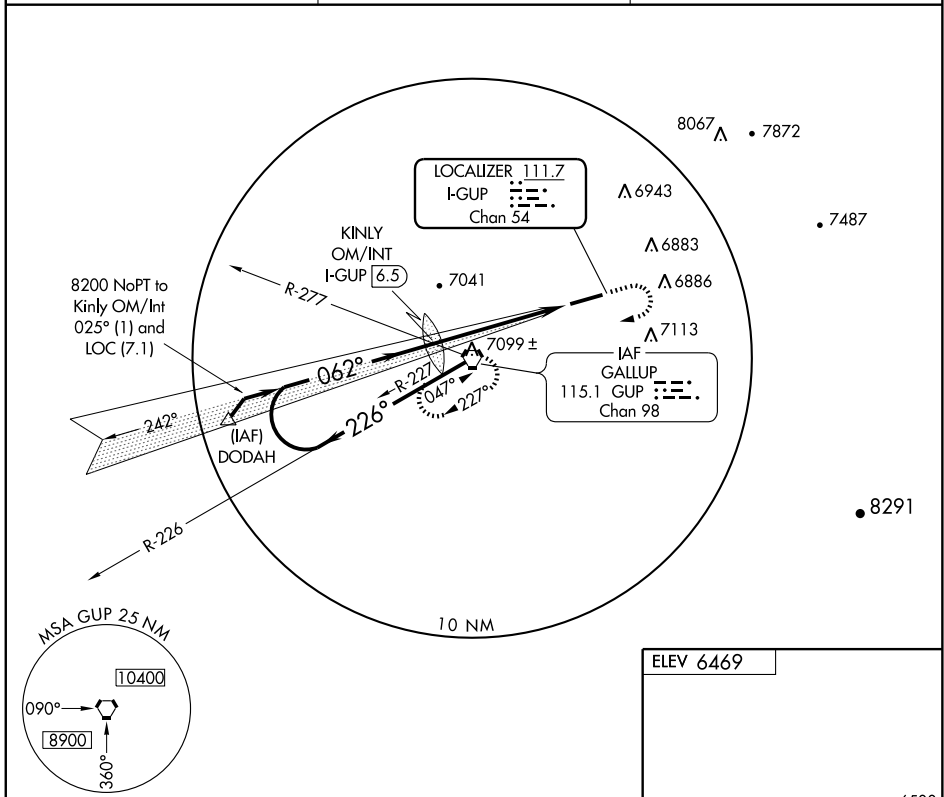 8067
7872
LOCALIZER 111.7
I-GUP
Chan 54
6943
7487
KINLY
OM/INT
I-GUP 6.5
6883
7041
6886
8200 NoPT to
Kinly OM/Int
025° (1) and
LOC (7.1)
R-277
7113
7099 ±
IAF
GALLUP
115.1 GUP
Chan 98
062°
R-227
047°
227°
226°
242°
(IAF)
DODAH
R-226
8291
10 NM
MSA GUP 25 NM
10400
090°
8900
360°
ELEV 6469